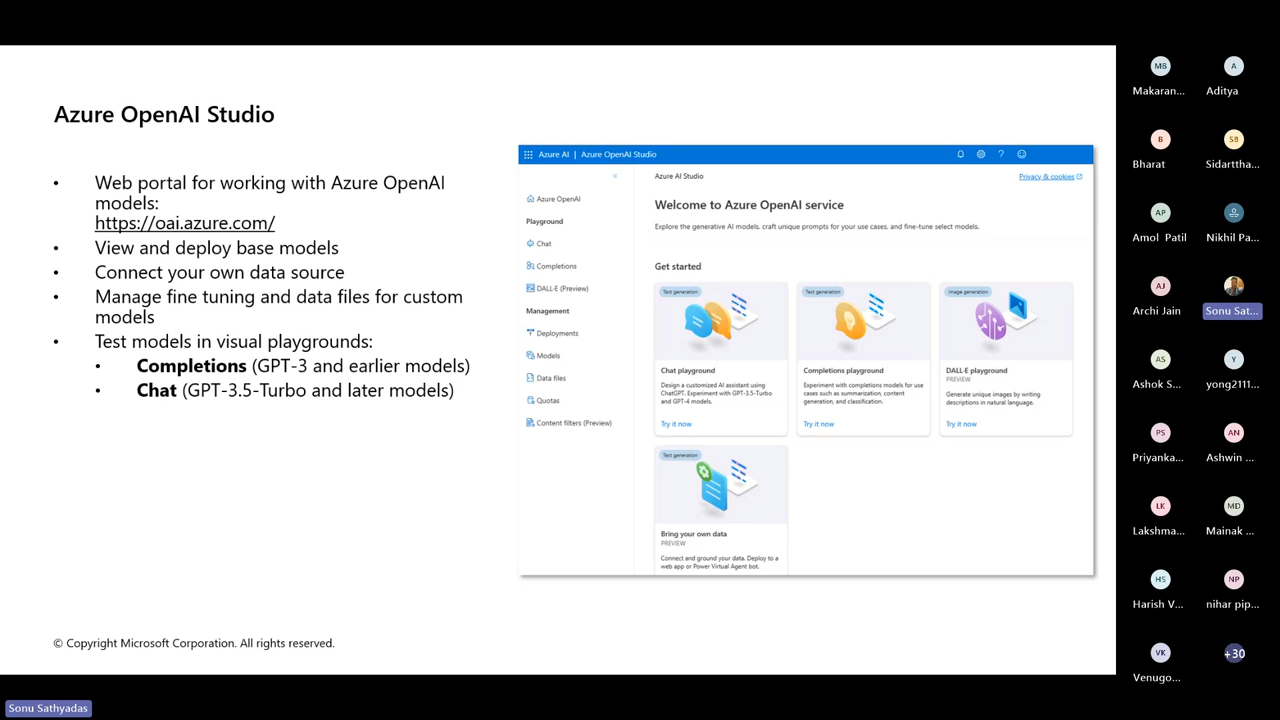 Azure OpenAI Studio
• Web portal for working with Azure OpenAI
models:
https://oai.azure.com/
• View and deploy base models
• Connect your own data source
• Manage fine tuning and data files for custom
models
• Test models in visual playgrounds:
• Completions (GPT-3 and earlier models)
• Chat (GPT-3.5-Turbo and later models)
Azure AI | Azure OpenAI Studio
?
«
Azure OpenAI
Playground
Chat
Completions
DALL-E (Preview)
Management
Deployments
Models
Data files
Quotas
Content filters (Preview)
Azure AI Studio
Privacy & cookies
Welcome to Azure OpenAI service
Explore the generative AI models, craft unique prompts for your use cases, and fine-tune select models.
Get started
Text generation
Chat playground
Design a customized AI assistant using
ChatGPT. Experiment with GPT-3.5-Turbo
and GPT-4 models.
Try it now
Text generation
Completions playground
Experiment with completions models for use
cases such as summarization, content
generation, and classification.
Try it now
Image generation
DALL-E playground
PREVIEW
Generate unique images by writing
descriptions in natural language.
Try it now
Text generation
Bring your own data
PREVIEW
Connect and ground your data. Deploy to a
web app or Power Virtual Agent bot.
© Copyright Microsoft Corporation. All rights reserved.
Sonu Sathyadas
MB A
Makaran... Aditya
B SB
Bharat Sidarttha...
AP
Amol Patil Nikhil Pa...
AJ
Archi Jain Sonu Sat...
AS Y
Ashok S... yong2111...
PS AN
Priyanka... Ashwin ...
LK MD
Lakshma... Mainak ...
HS NP
Harish V... nihar pip...
VK +30
Venugo...